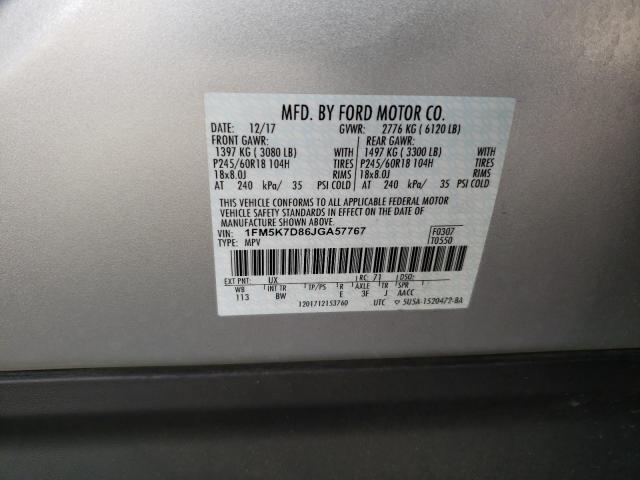 MFD. BY FORD MOTOR CO.
DATE: 12/17 GVWR: 2776 KG ( 6120 LB)
FRONT GAWR: REAR GAWR:
1397 KG ( 3080 LB) WITH 1497 KG ( 3300 LB) WITH
P245/60R18 104H TIRES P245/60R18 104H TIRES
18x8.0J RIMS 18x8.0J RIMS
AT 240 kPa/ 35 PSI COLD AT 240 kPa/ 35 PSI COLD
THIS VEHICLE CONFORMS TO ALL APPLICABLE FEDERAL MOTOR
VEHICLE SAFETY STANDARDS IN EFFECT ON THE DATE OF
MANUFACTURE SHOWN ABOVE.
VIN: 1FM5K7D86JGA57767 F0307
TYPE: MPV T0550
EXT PNT: UX RC: 71 DSO:
WB INT TR TP/PS R AXLE TR SPR
113 BW E 3F J AACC
1201712153760 UTC 5U5A-1520472-BA